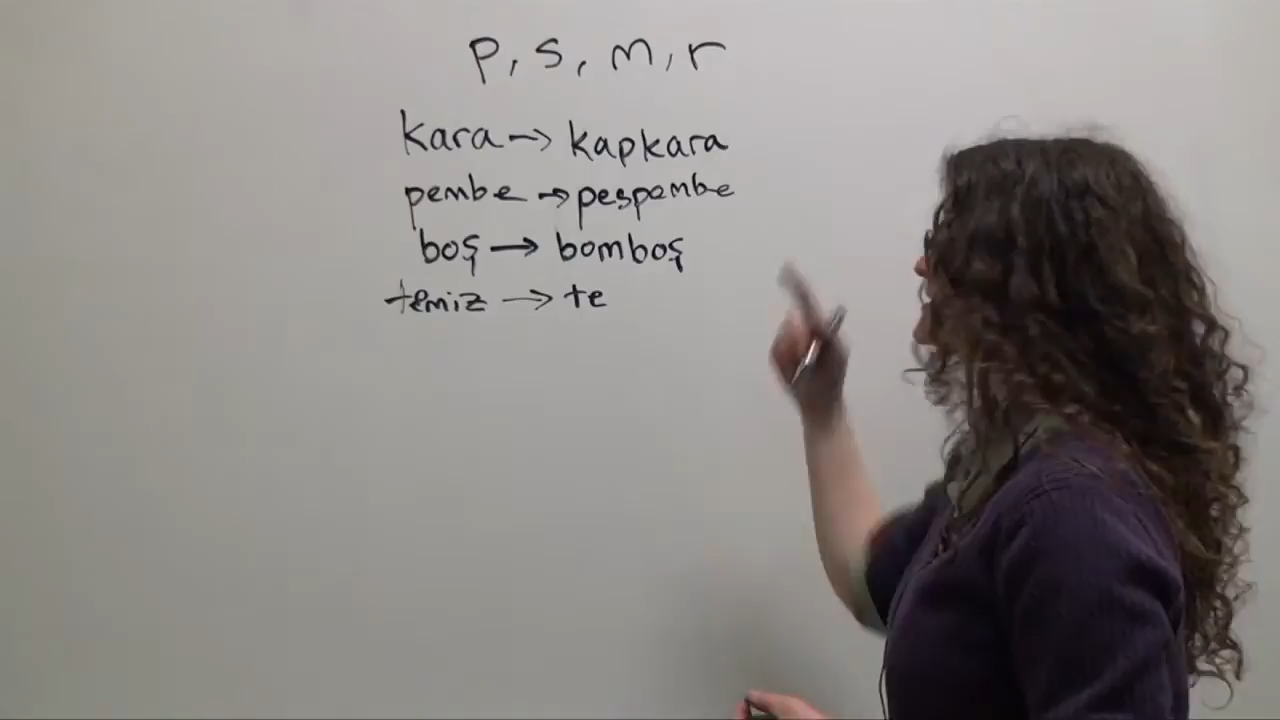 p, s, m, r
kara → kapkara
pembe → pespembe
boş → bomboş
temiz → te